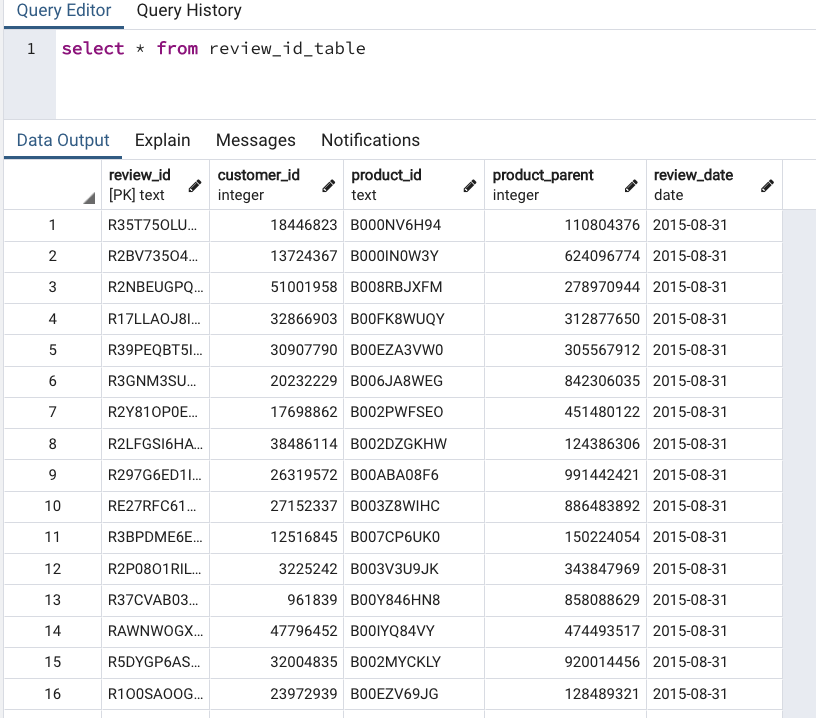 Query Editor Query History
1 select * from review_id_table
Data Output Explain Messages Notifications
review_id customer_id product_id product_parent review_date
[PK] text integer text integer date
1 R35T75OLU... 18446823 B000NV6H94 110804376 2015-08-31
2 R2BV735O4... 13724367 B000IN0W3Y 624096774 2015-08-31
3 R2NBEUGPQ... 51001958 B008RBJXFM 278970944 2015-08-31
4 R17LLAOJ8I... 32866903 B00FK8WUQY 312877650 2015-08-31
5 R39PEQBT5I... 30907790 B00EZA3VW0 305567912 2015-08-31
6 R3GNM3SU... 20232229 B006JA8WEG 842306035 2015-08-31
7 R2Y81OP0E... 17698862 B002PWFSEO 451480122 2015-08-31
8 R2LFGSI6HA... 38486114 B002DZGKHW 124386306 2015-08-31
9 R297G6ED1I... 26319572 B00ABA08F6 991442421 2015-08-31
10 RE27RFC61... 27152337 B003Z8WIHC 886483892 2015-08-31
11 R3BPDME6E... 12516845 B007CP6UK0 150224054 2015-08-31
12 R2P08O1RIL... 3225242 B003V3U9JK 343847969 2015-08-31
13 R37CVAB03... 961839 B00Y846HN8 858088629 2015-08-31
14 RAWNWOGX... 47796452 B00IYQ84VY 474493517 2015-08-31
15 R5DYGP6AS... 32004835 B002MYCKLY 920014456 2015-08-31
16 R1O0SAOOG... 23972939 B00EZV69JG 128489321 2015-08-31